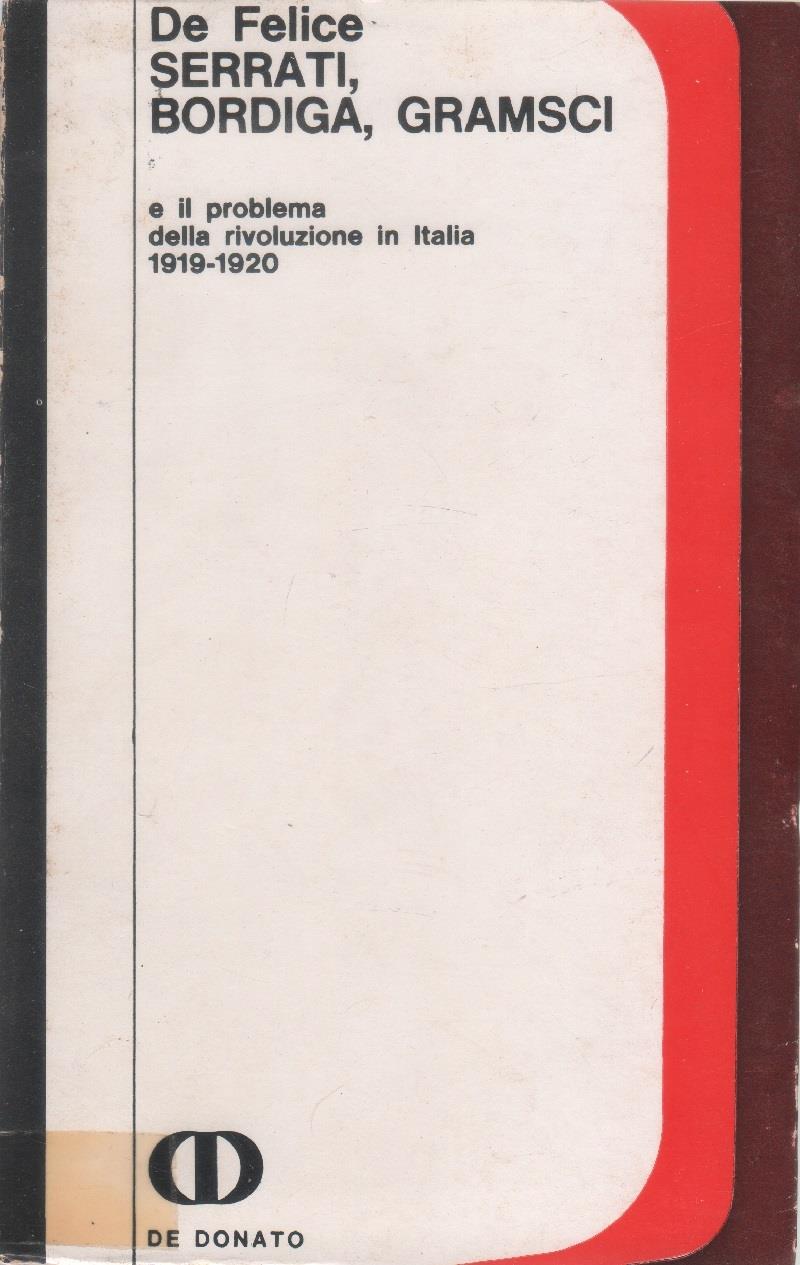 De Felice
SERRATI,
BORDIGA, GRAMSCI
e il problema
della rivoluzione in Italia
1919-1920
DE DONATO